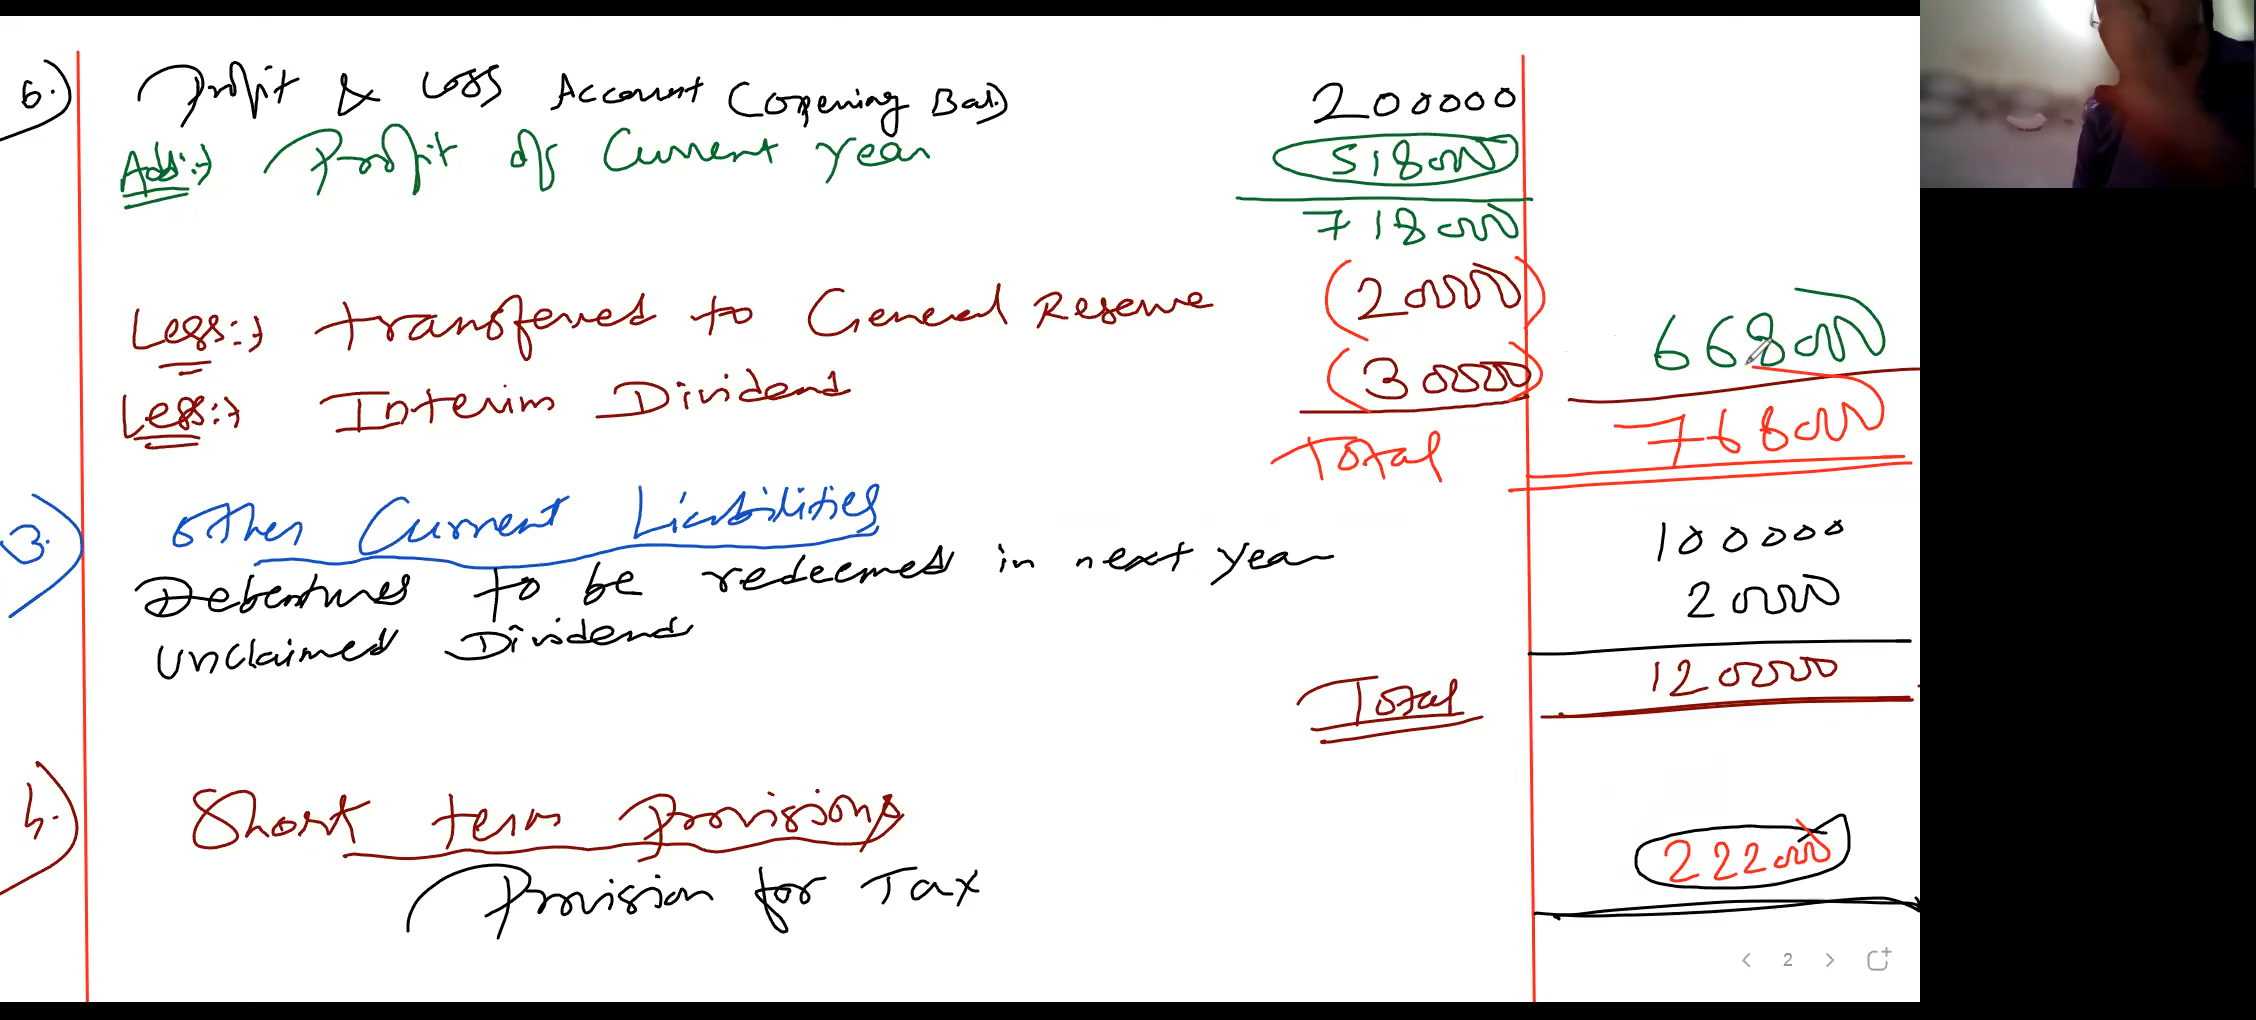 6.) Profit & Loss Account (opening Bal.) 200000
Add:→ Profit of Current Year 518000
718000
Less:→ transferred to General Reserve (20000) 668000
Less:→ Interim Dividend (30000)
Total 768000
3.) Other Current Liabilities
Debentures to be redeemed in next year 100000
Unclaimed Dividend 20000
Total 120000
4.) Short term Provisions
Provision for Tax 222000
< 2 >